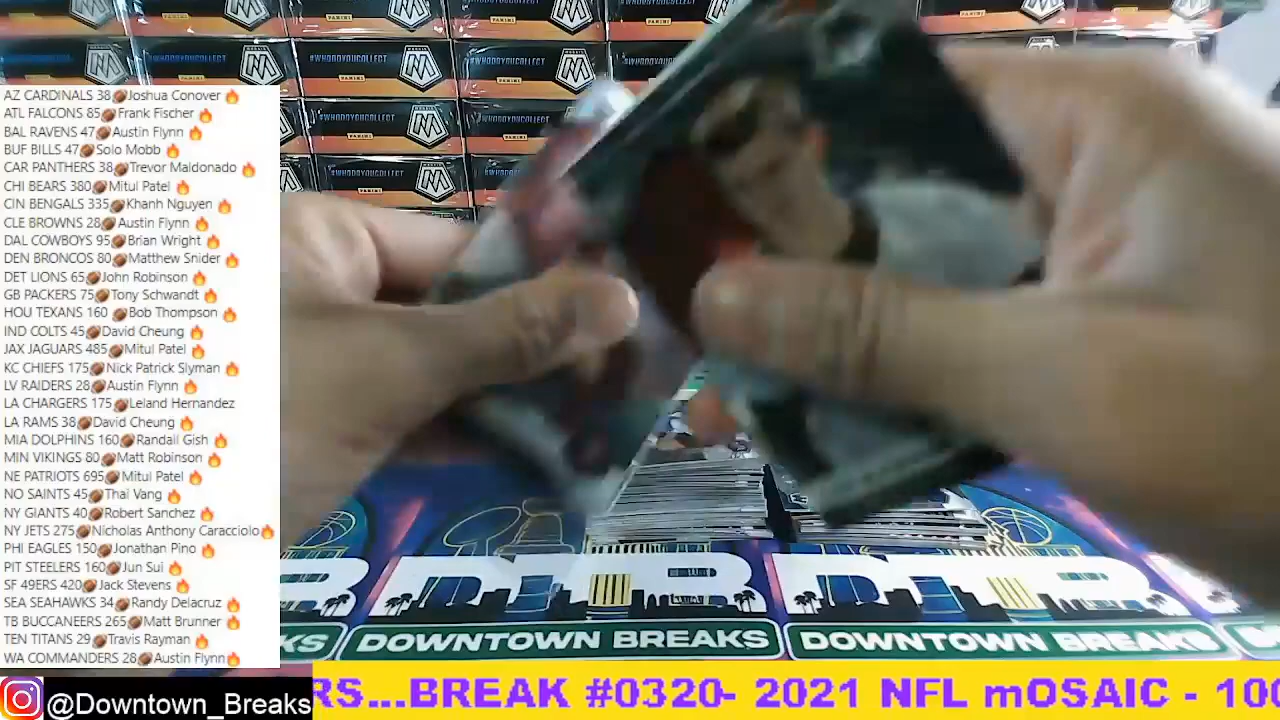 #WHODOYOUCOLLECT
PANINI
AZ CARDINALS 38🏈Joshua Conover 🔥
ATL FALCONS 85🏈Frank Fischer 🔥
BAL RAVENS 47🏈Austin Flynn 🔥
BUF BILLS 47🏈Solo Mobb 🔥
CAR PANTHERS 38🏈Trevor Maldonado 🔥
CHI BEARS 380🏈Mitul Patel 🔥
CIN BENGALS 335🏈Khanh Nguyen 🔥
CLE BROWNS 28🏈Austin Flynn 🔥
DAL COWBOYS 95🏈Brian Wright 🔥
DEN BRONCOS 80🏈Matthew Snider 🔥
DET LIONS 65🏈John Robinson 🔥
GB PACKERS 75🏈Tony Schwandt 🔥
HOU TEXANS 160 🏈Bob Thompson 🔥
IND COLTS 45🏈David Cheung 🔥
JAX JAGUARS 485🏈Mitul Patel 🔥
KC CHIEFS 175🏈Nick Patrick Slyman 🔥
LV RAIDERS 28🏈Austin Flynn 🔥
LA CHARGERS 175🏈Leland Hernandez
LA RAMS 38🏈David Cheung 🔥
MIA DOLPHINS 160🏈Randall Gish 🔥
MIN VIKINGS 80🏈Matt Robinson 🔥
NE PATRIOTS 695🏈Mitul Patel 🔥
NO SAINTS 45🏈Thai Vang 🔥
NY GIANTS 40🏈Robert Sanchez 🔥
NY JETS 275🏈Nicholas Anthony Caracciolo🔥
PHI EAGLES 150🏈Jonathan Pino 🔥
PIT STEELERS 160🏈Jun Sui 🔥
SF 49ERS 420🏈Jack Stevens 🔥
SEA SEAHAWKS 34🏈Randy Delacruz 🔥
TB BUCCANEERS 265🏈Matt Brunner 🔥
TEN TITANS 29🏈Travis Rayman 🔥
WA COMMANDERS 28🏈Austin Flynn🔥
DTB DTB
KS DOWNTOWN BREAKS DOWNTOWN BREAKS
@Downtown_Breaks
RS...BREAK #0320- 2021 NFL mOSAIC - 100